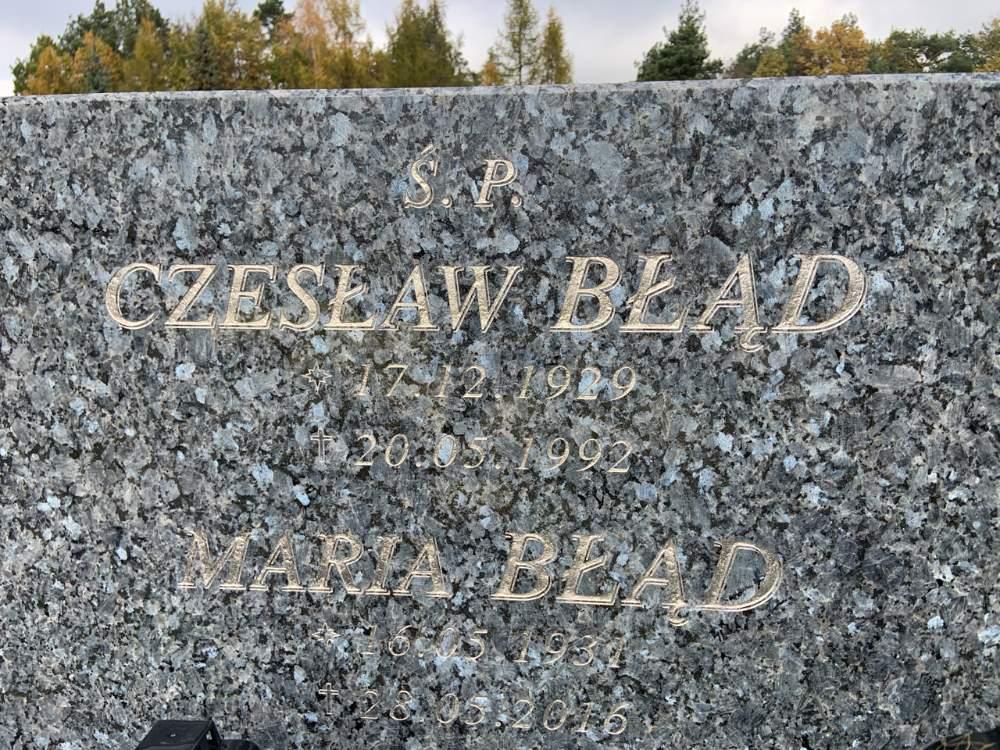 Ś. P.
CZESŁAW BŁĄD
17.12.1929
20.05.1992
MARIA BŁĄD
16.05.1931
28.05.2016